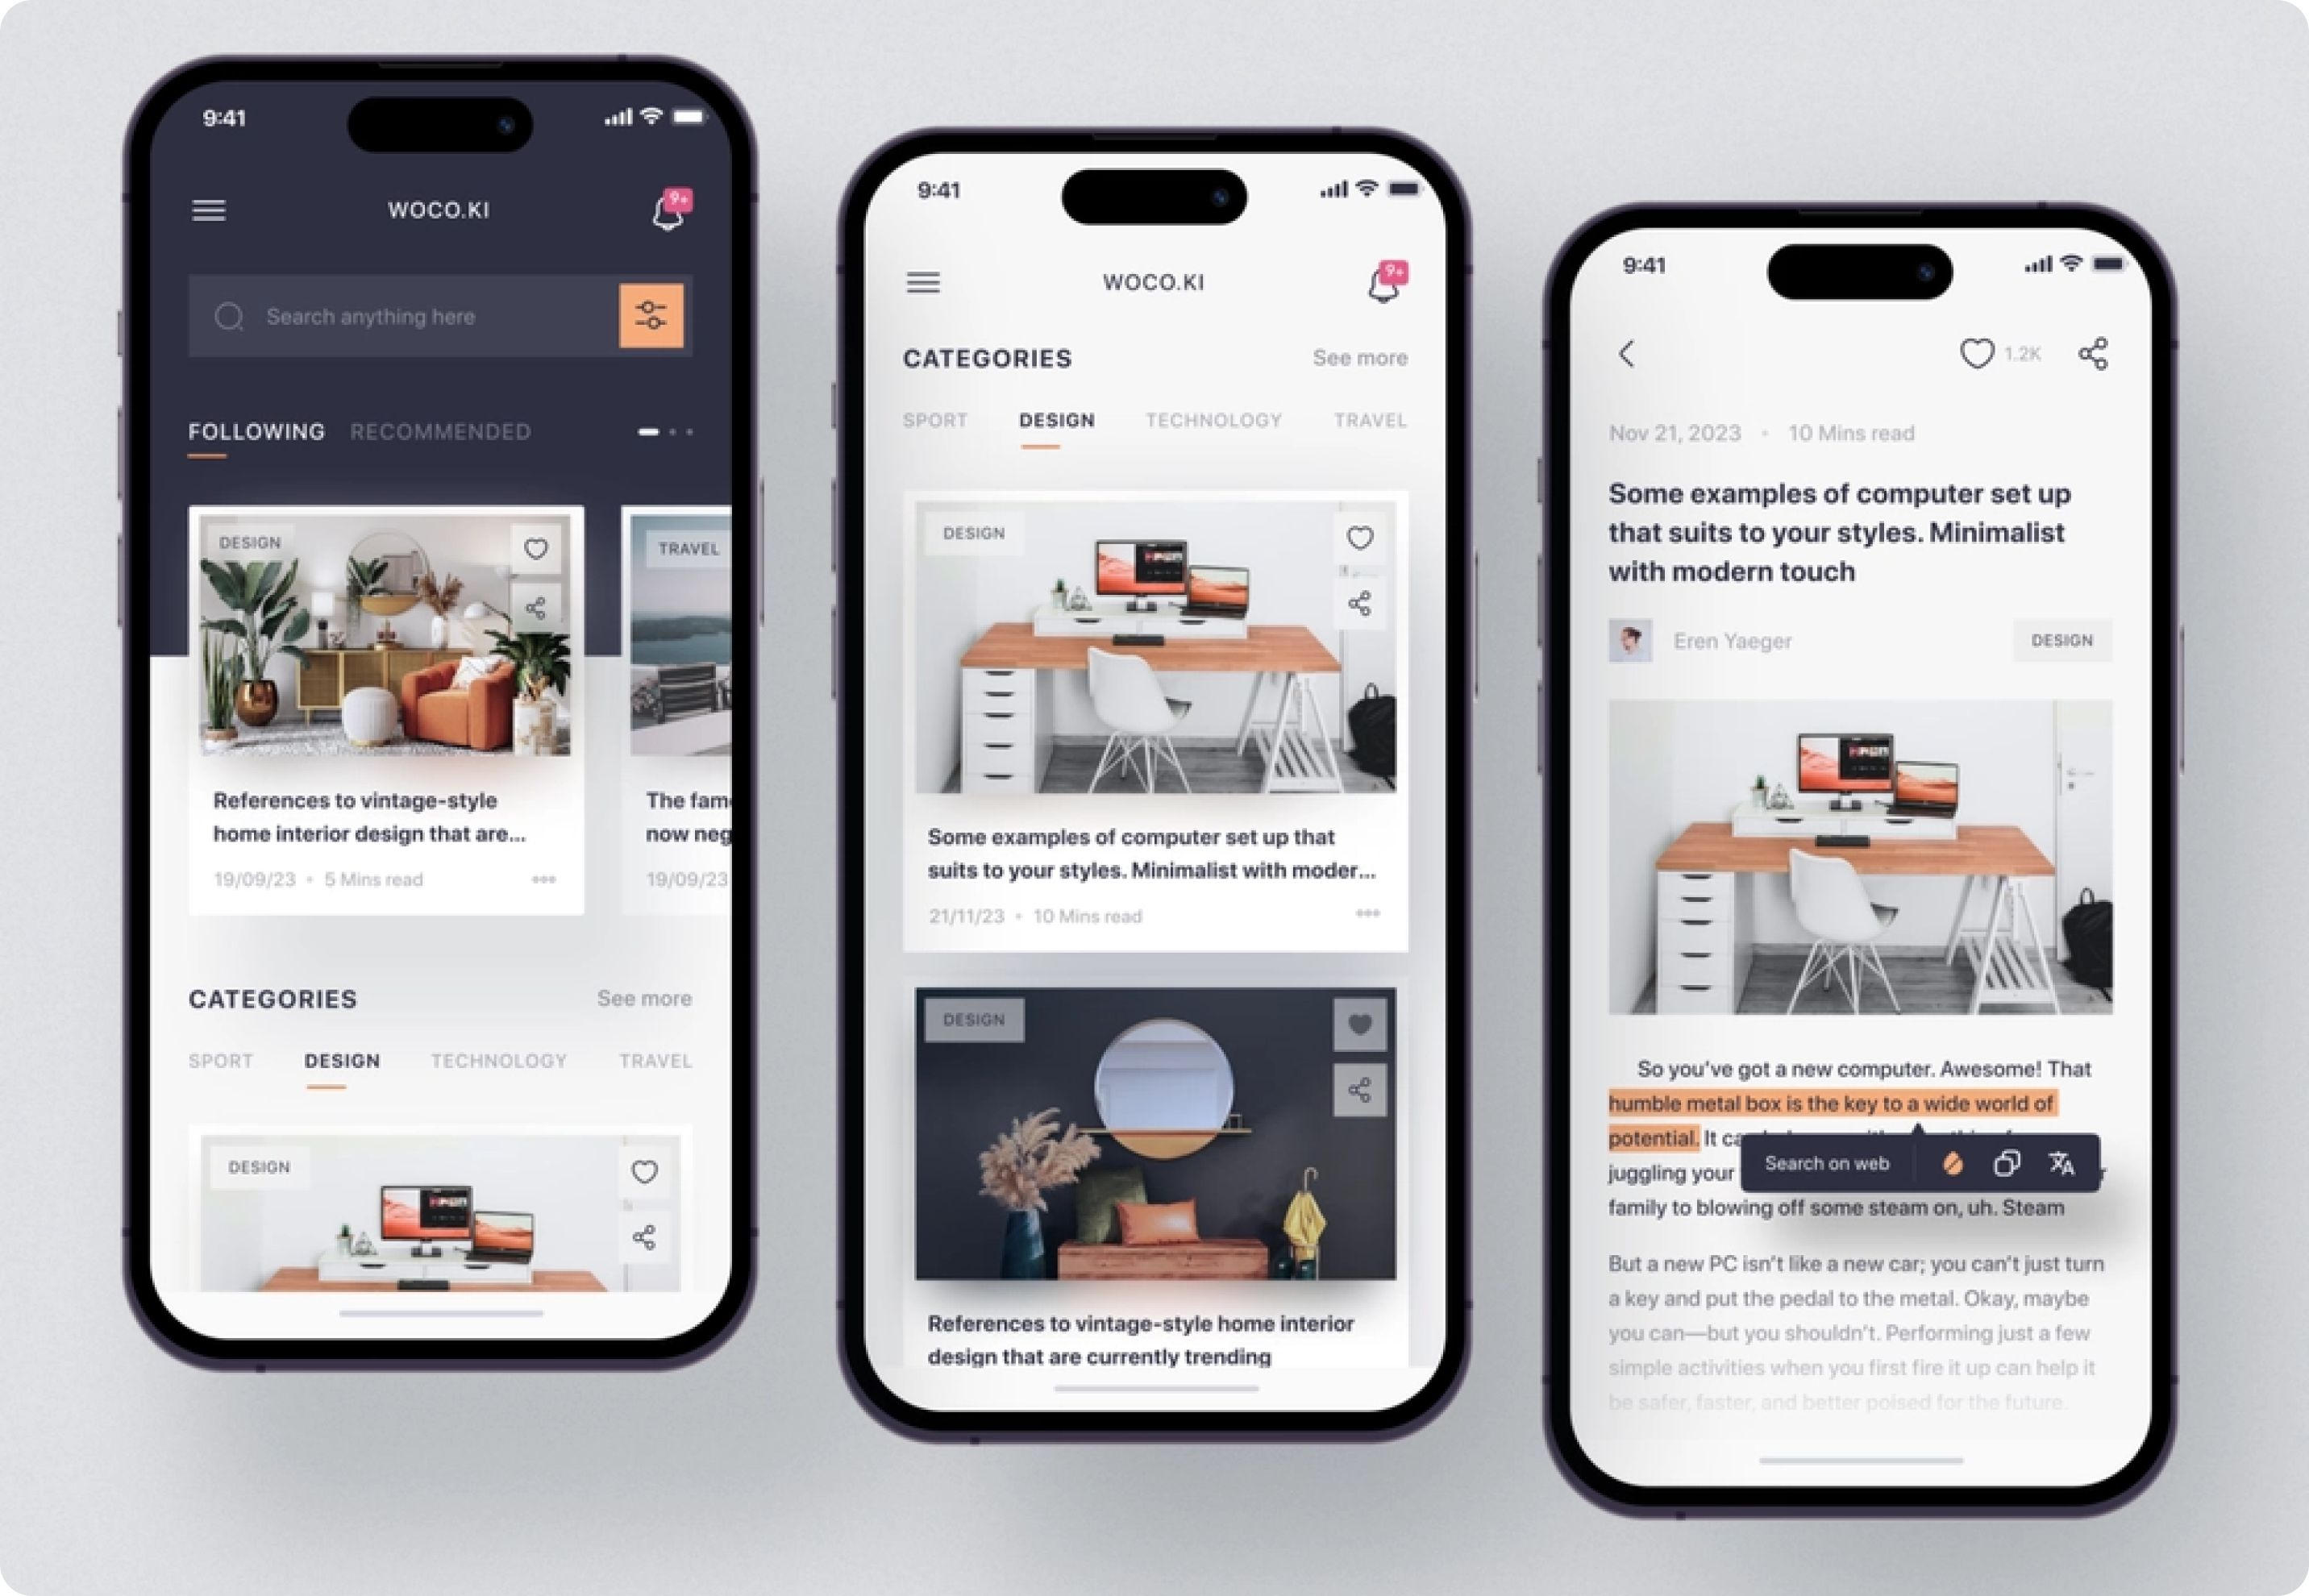 9:41
WOCO.KI
9+
Search anything here
FOLLOWING RECOMMENDED
DESIGN
TRAVEL
References to vintage-style
home interior design that are...
19/09/23 • 5 Mins read
The fam
now neg
19/09/23
CATEGORIES See more
SPORT DESIGN TECHNOLOGY TRAVEL
DESIGN
9:41
WOCO.KI
9+
CATEGORIES See more
SPORT DESIGN TECHNOLOGY TRAVEL
DESIGN
Some examples of computer set up that
suits to your styles. Minimalist with moder...
21/11/23 • 10 Mins read
DESIGN
References to vintage-style home interior
design that are currently trending
9:41
1.2K
Nov 21, 2023 • 10 Mins read
Some examples of computer set up
that suits to your styles. Minimalist
with modern touch
Eren Yaeger
DESIGN
So you've got a new computer. Awesome! That
humble metal box is the key to a wide world of
potential. It
Search on web
juggling your
family to blowing off some steam on, uh. Steam
But a new PC isn't like a new car; you can't just turn
a key and put the pedal to the metal. Okay, maybe
you can—but you shouldn't. Performing just a few
simple activities when you first fire it up can help it
be safer, faster, and better poised for the future.